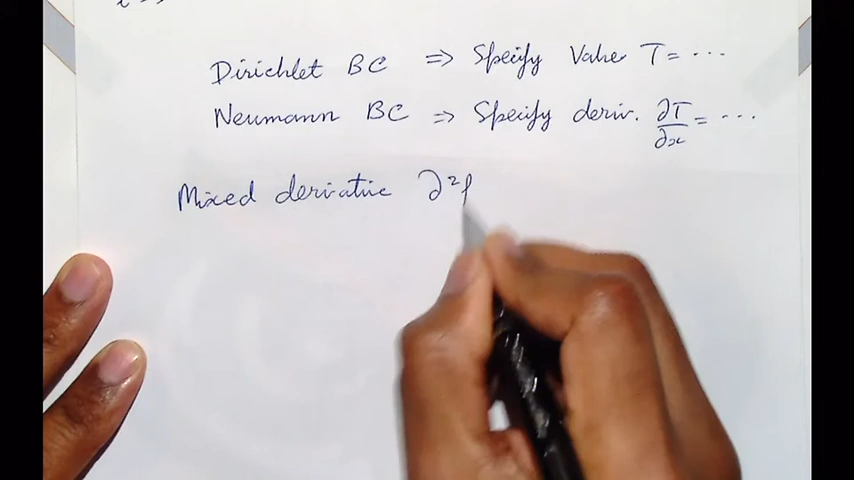 Dirichlet BC => Specify Value T = ...
Neumann BC => Specify deriv. ∂T/∂x = ...
Mixed derivative ∂²f